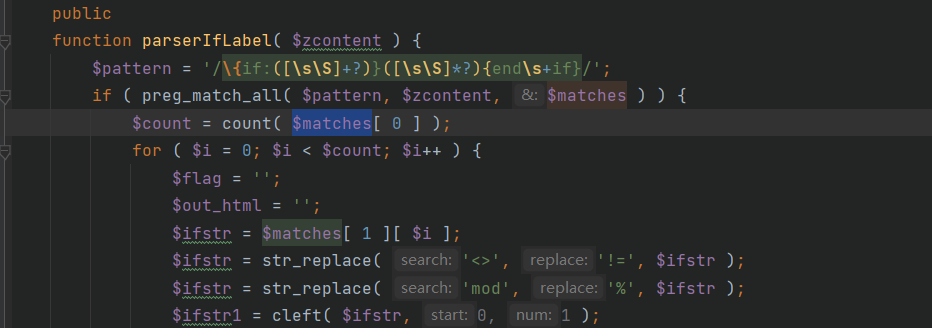 public
function parserIfLabel( $zcontent ) {
$pattern = '/\{if:([\s\S]+?)}([\s\S]*?){end\s+if}/';
if ( preg_match_all( $pattern, $zcontent, &: $matches ) ) {
$count = count( $matches[ 0 ] );
for ( $i = 0; $i < $count; $i++ ) {
$flag = '';
$out_html = '';
$ifstr = $matches[ 1 ][ $i ];
$ifstr = str_replace( search: '<>', replace: '!=', $ifstr );
$ifstr = str_replace( search: 'mod', replace: '%', $ifstr );
$ifstr1 = cleft( $ifstr, start: 0, num: 1 );